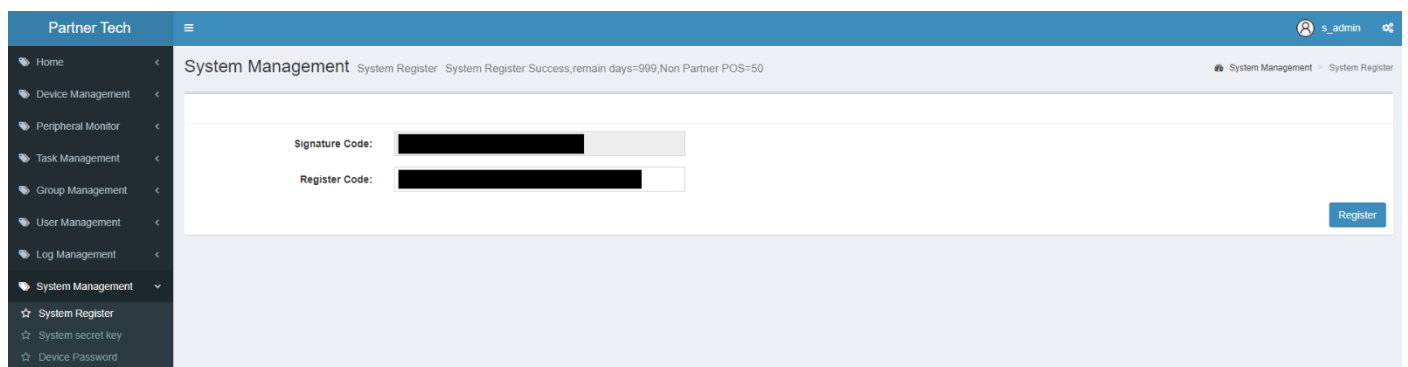 Partner Tech
s_admin
Home
System Management System Register System Register Success,remain days=999,Non Partner POS=50
System Management > System Register
Device Management
Peripheral Monitor
Signature Code:
Task Management
Register Code:
Group Management
User Management
Register
Log Management
System Management
System Register
System secret key
Device Password